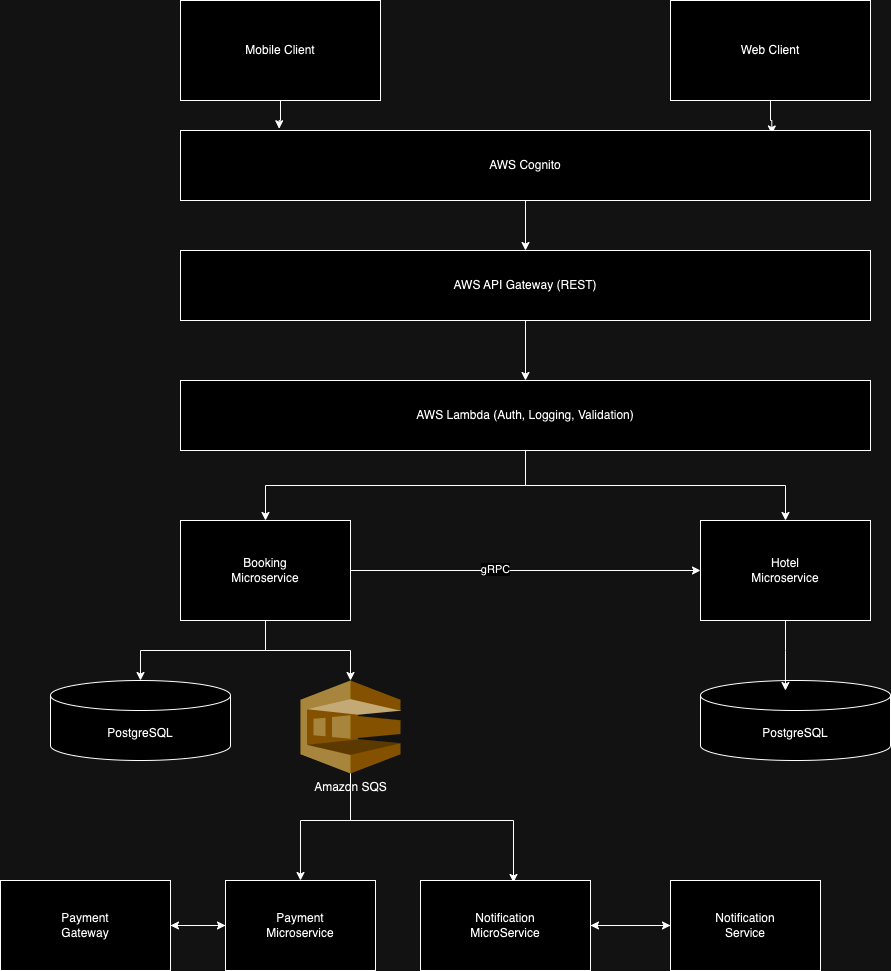 Mobile Client
Web Client
AWS Cognito
AWS API Gateway (REST)
AWS Lambda (Auth, Logging, Validation)
Booking
Microservice
gRPC
Hotel
Microservice
PostgreSQL
PostgreSQL
Amazon SQS
Payment
Gateway
Payment
Microservice
Notification
MicroService
Notification
Service